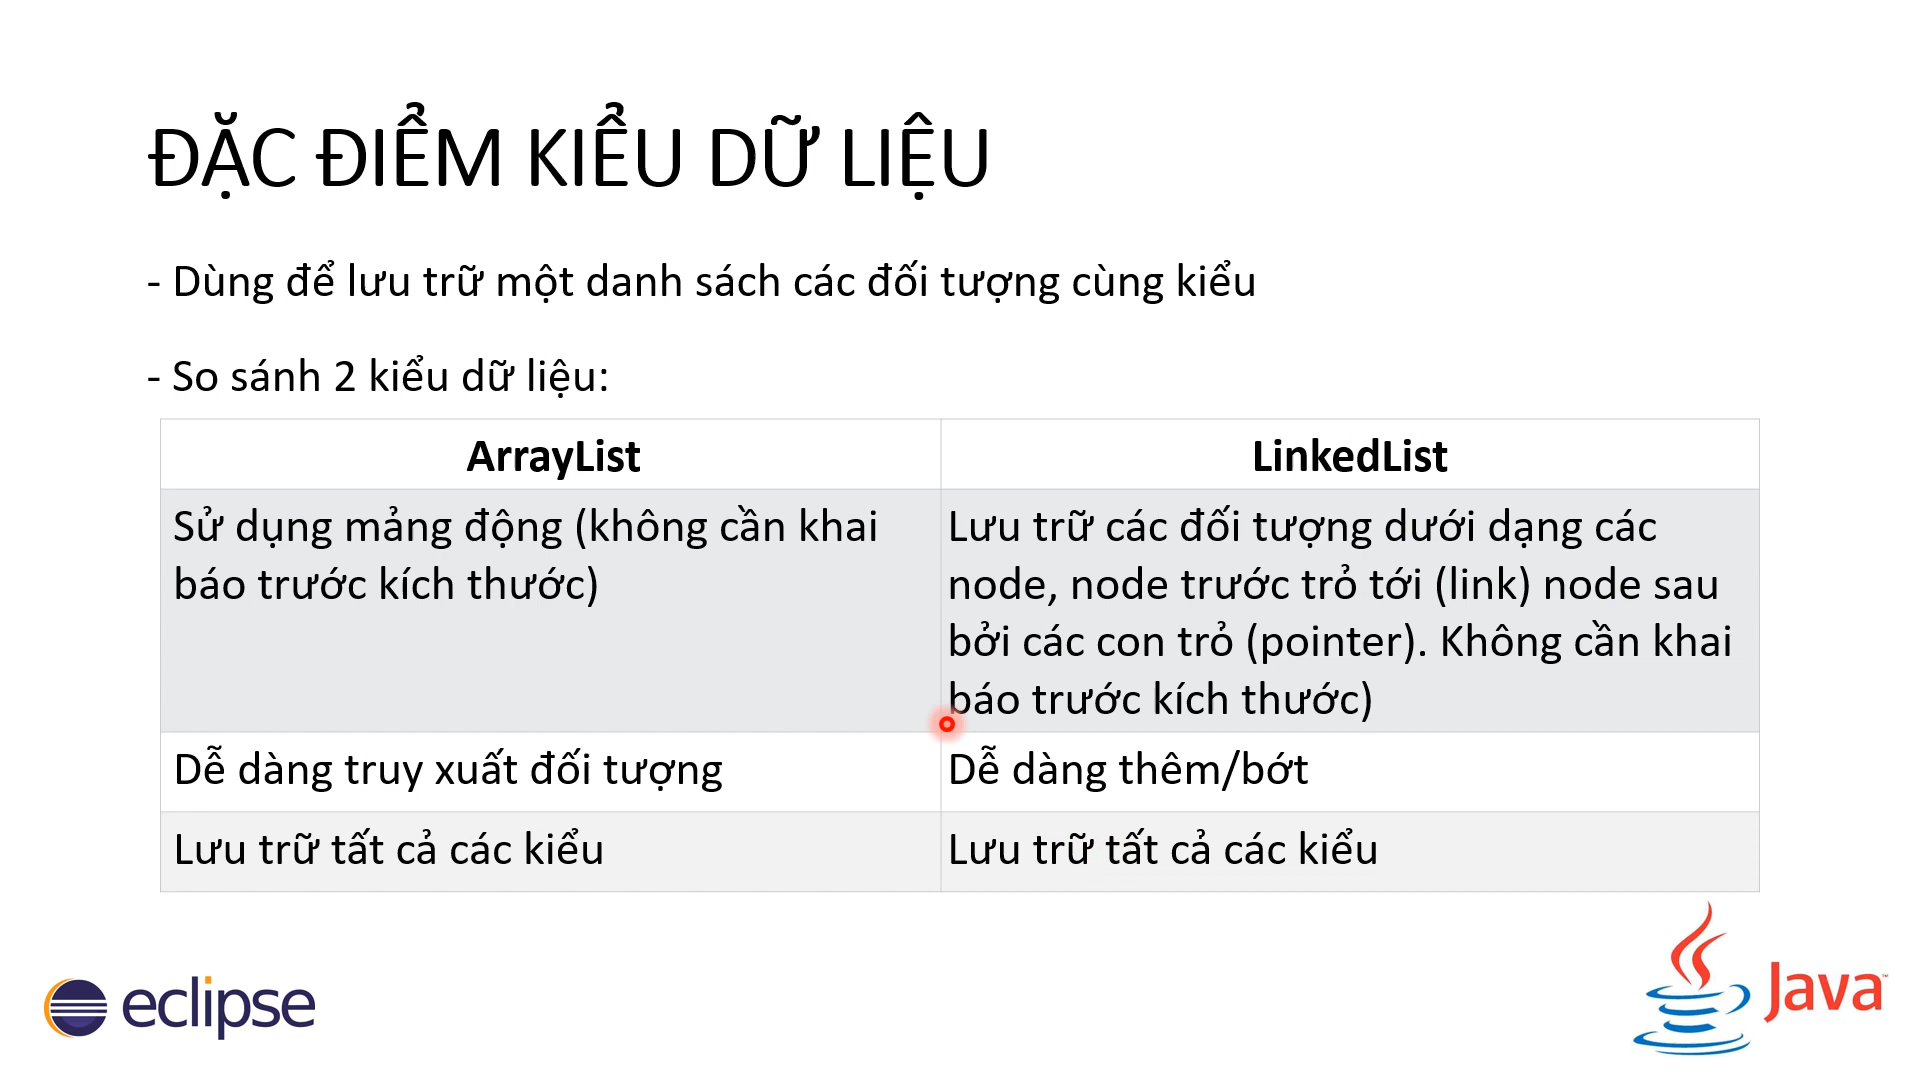 ĐẶC ĐIỂM KIỂU DỮ LIỆU
- Dùng để lưu trữ một danh sách các đối tượng cùng kiểu
- So sánh 2 kiểu dữ liệu:
ArrayList
LinkedList
Sử dụng mảng động (không cần khai
báo trước kích thước)
Lưu trữ các đối tượng dưới dạng các
node, node trước trỏ tới (link) node sau
bởi các con trỏ (pointer). Không cần khai
báo trước kích thước)
Dễ dàng truy xuất đối tượng
Dễ dàng thêm/bớt
Lưu trữ tất cả các kiểu
Lưu trữ tất cả các kiểu
eclipse
Java™